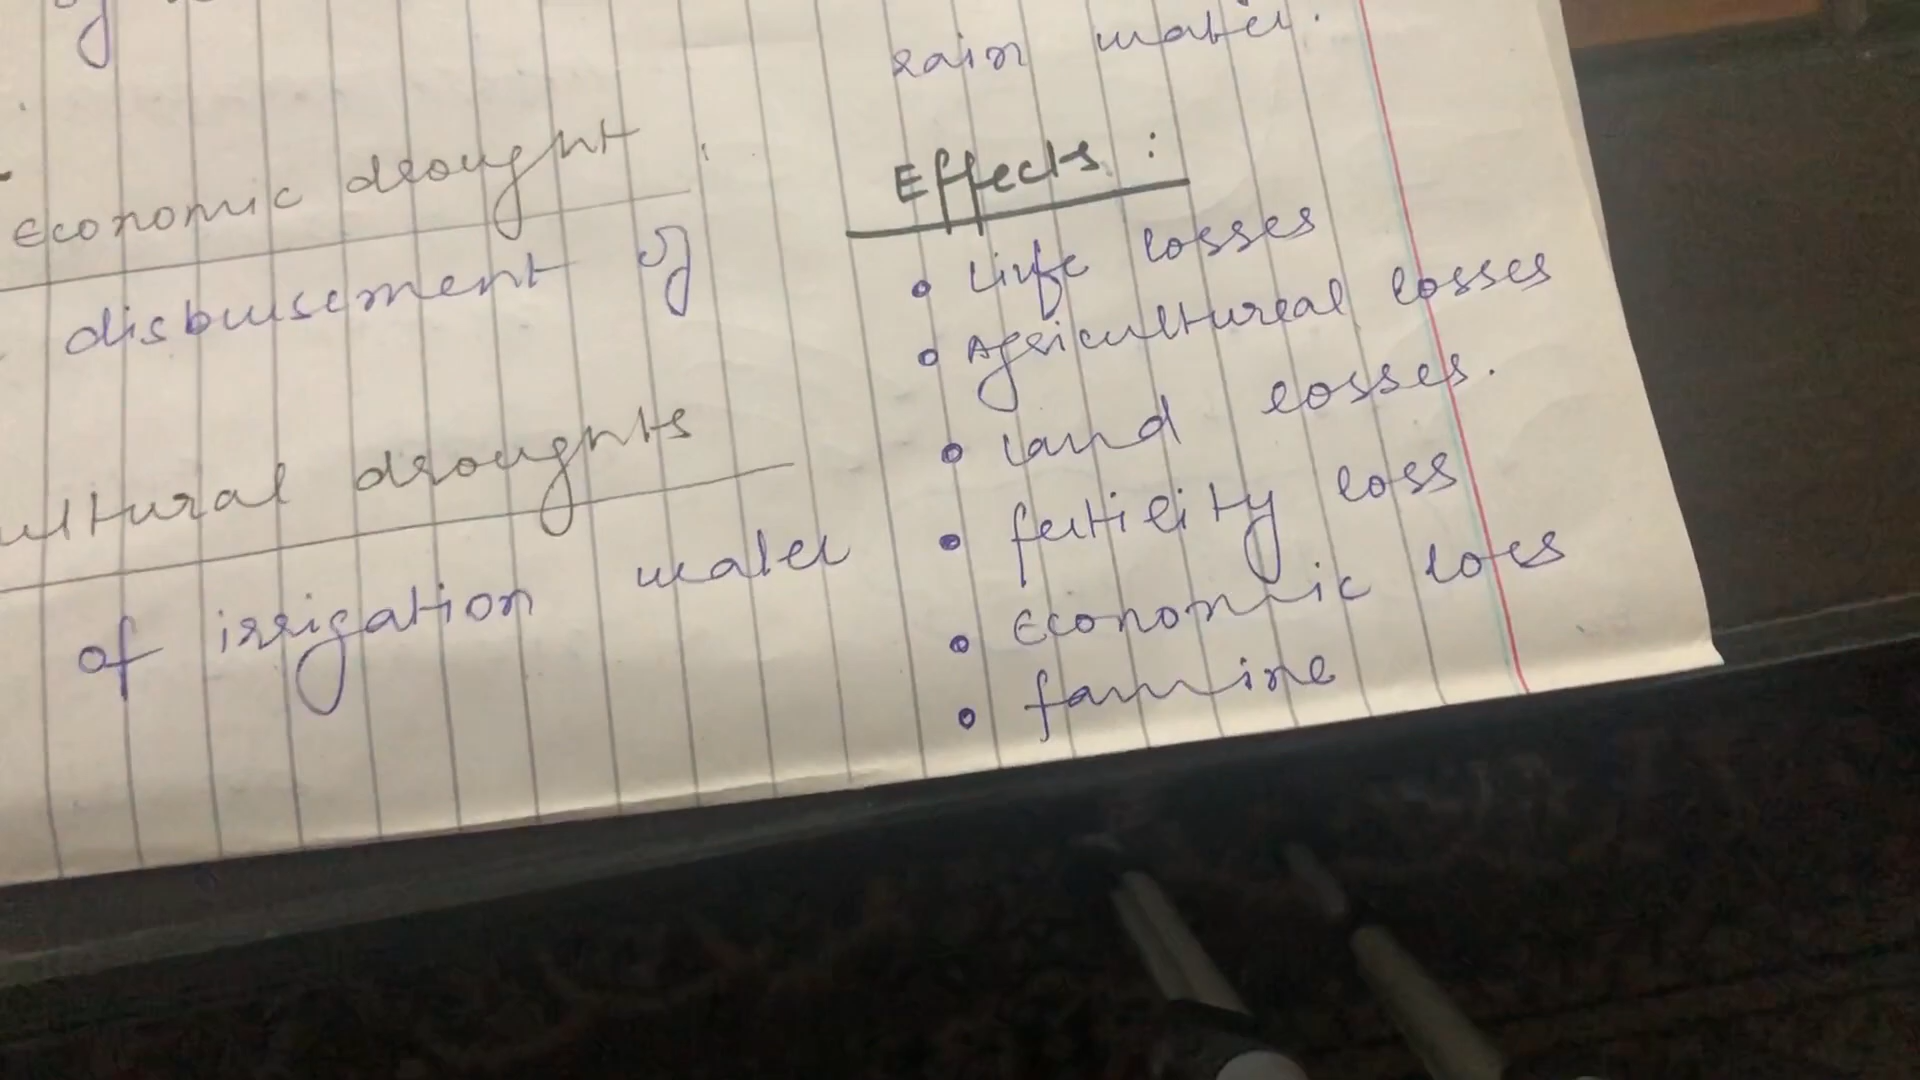 Economic drought
disbursement of
ultural droughts
of irrigation water
rain water.
Effects :
• Life losses
• Agricultureal losses
• Land losses.
• fertility loss
• Economic loss
• famine